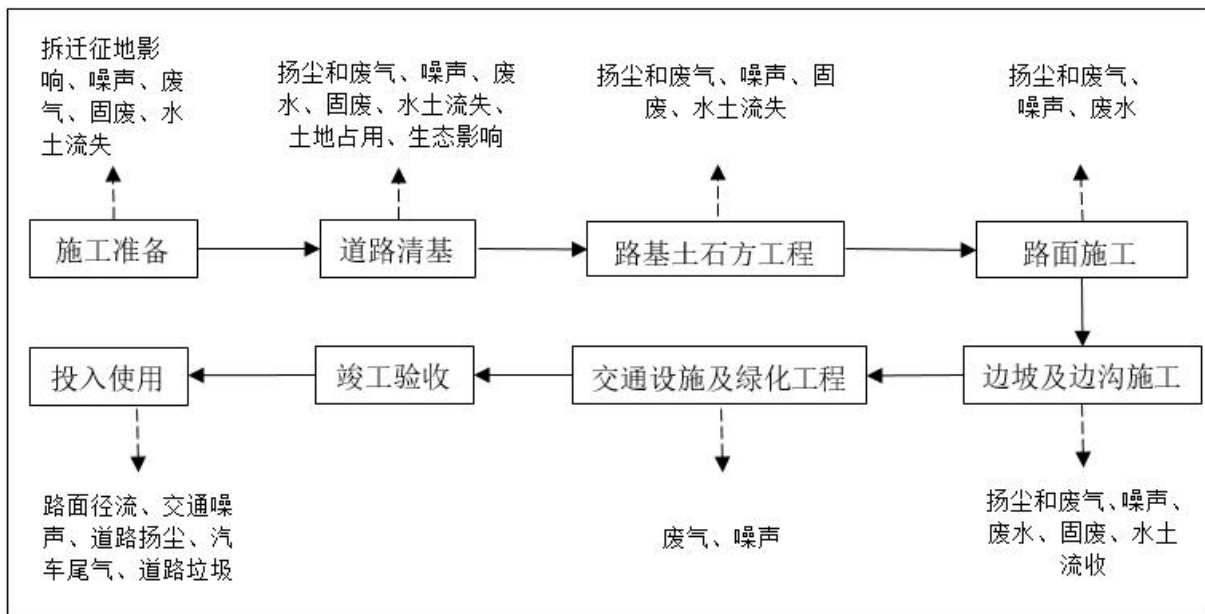 拆迁征地影
响、噪声、废
气、固废、水
土流失
扬尘和废气、噪声、废
水、固废、水土流失、
土地占用、生态影响
扬尘和废气、噪声、固
废、水土流失
扬尘和废气、
噪声、废水
施工准备
道路清基
路基土石方工程
路面施工
投入使用
竣工验收
交通设施及绿化工程
边坡及边沟施工
路面径流、交通噪
声、道路扬尘、汽
车尾气、道路垃圾
废气、噪声
扬尘和废气、噪声、
废水、固废、水土
流收